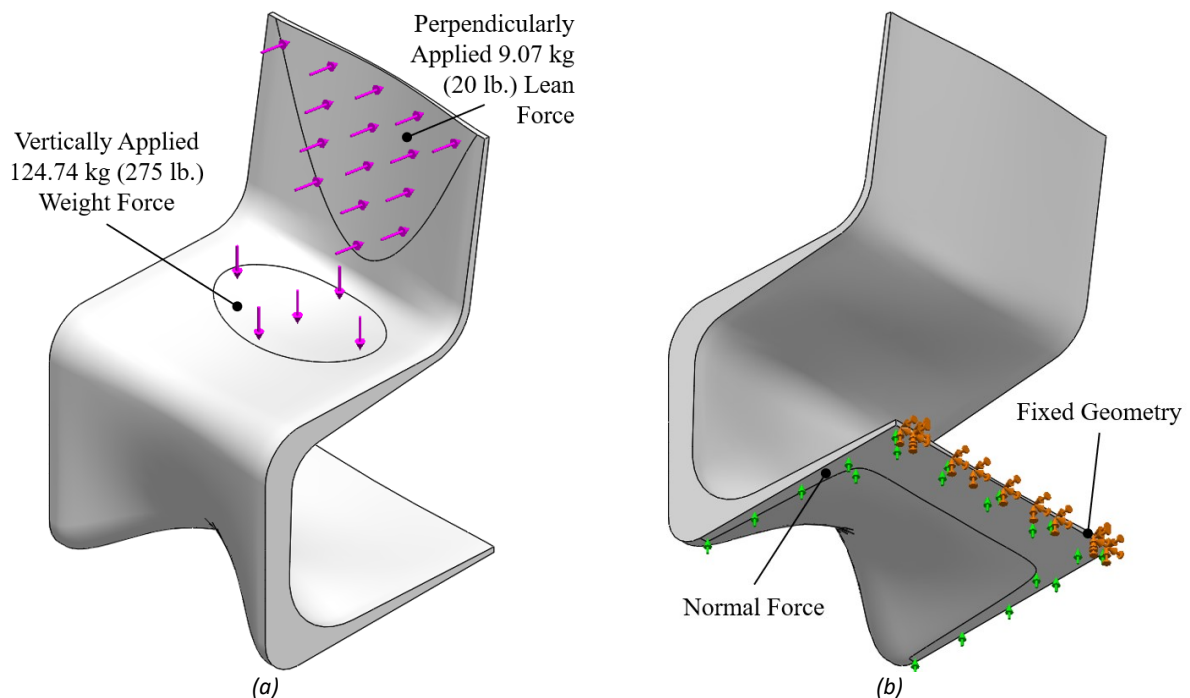 Perpendicularly
Applied 9.07 kg
(20 lb.) Lean
Force
Vertically Applied
124.74 kg (275 lb.)
Weight Force
(a)
Fixed Geometry
Normal Force
(b)